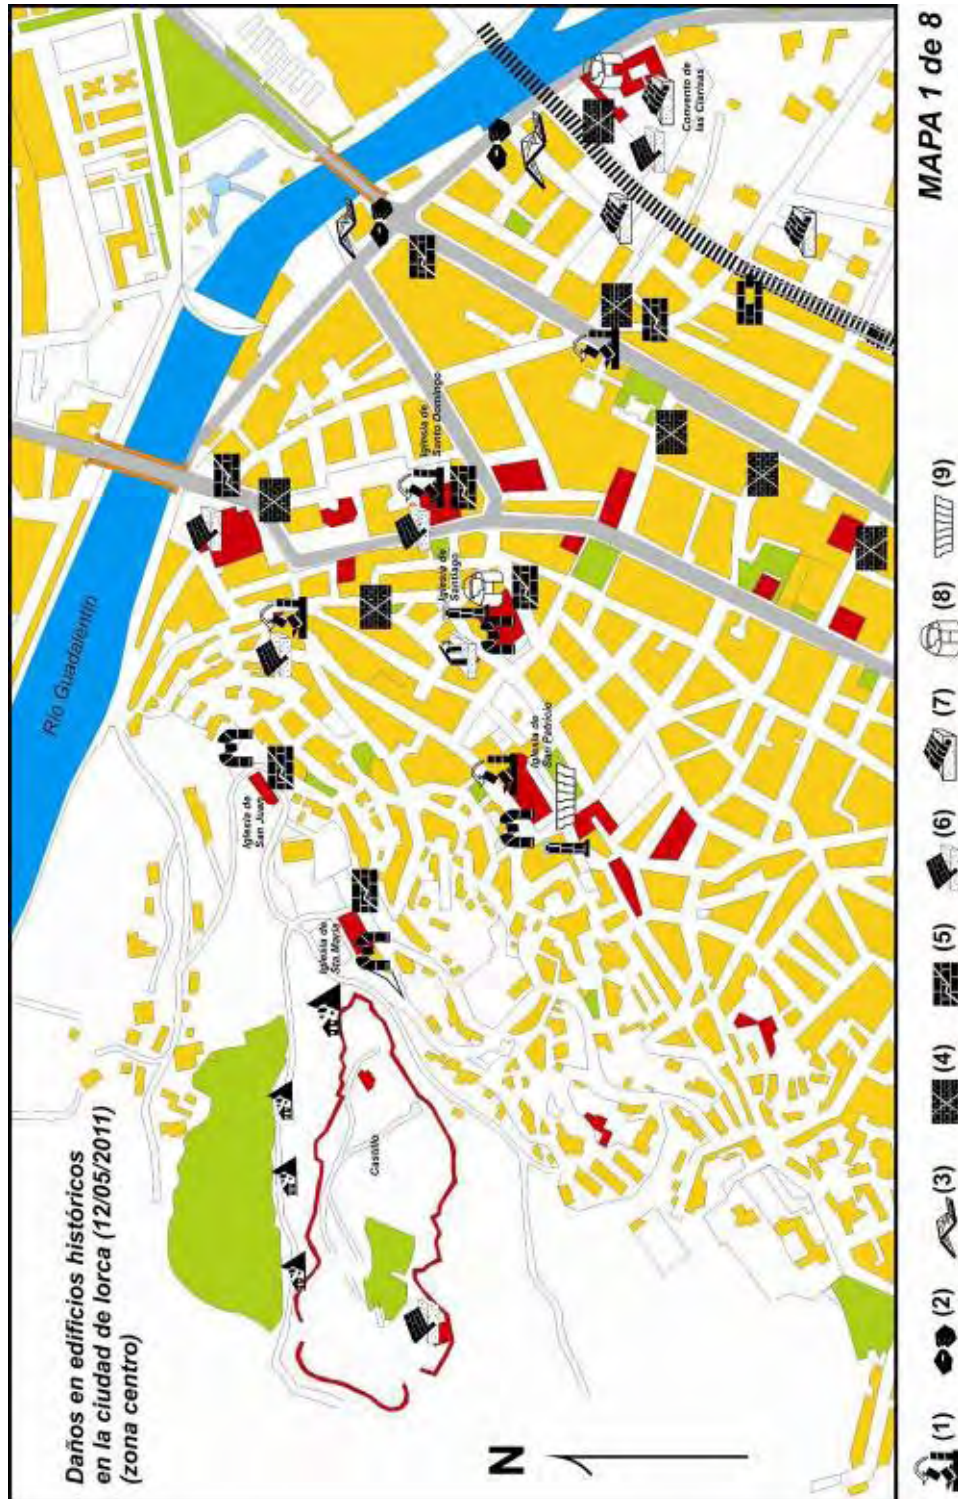 Daños en edificios históricos
en la ciudad de lorca (12/05/2011)
(zona centro)
Río Guadalentín
Iglesia de
San Juan
Iglesia de
Sta.María
Castillo
Iglesia de
Santo Domingo
Iglesia de
Santiago
Iglesia de
San Patricio
Convento de
las Clarisas
N
(1) (2) (3) (4) (5) (6) (7) (8) (9)
MAPA 1 de 8